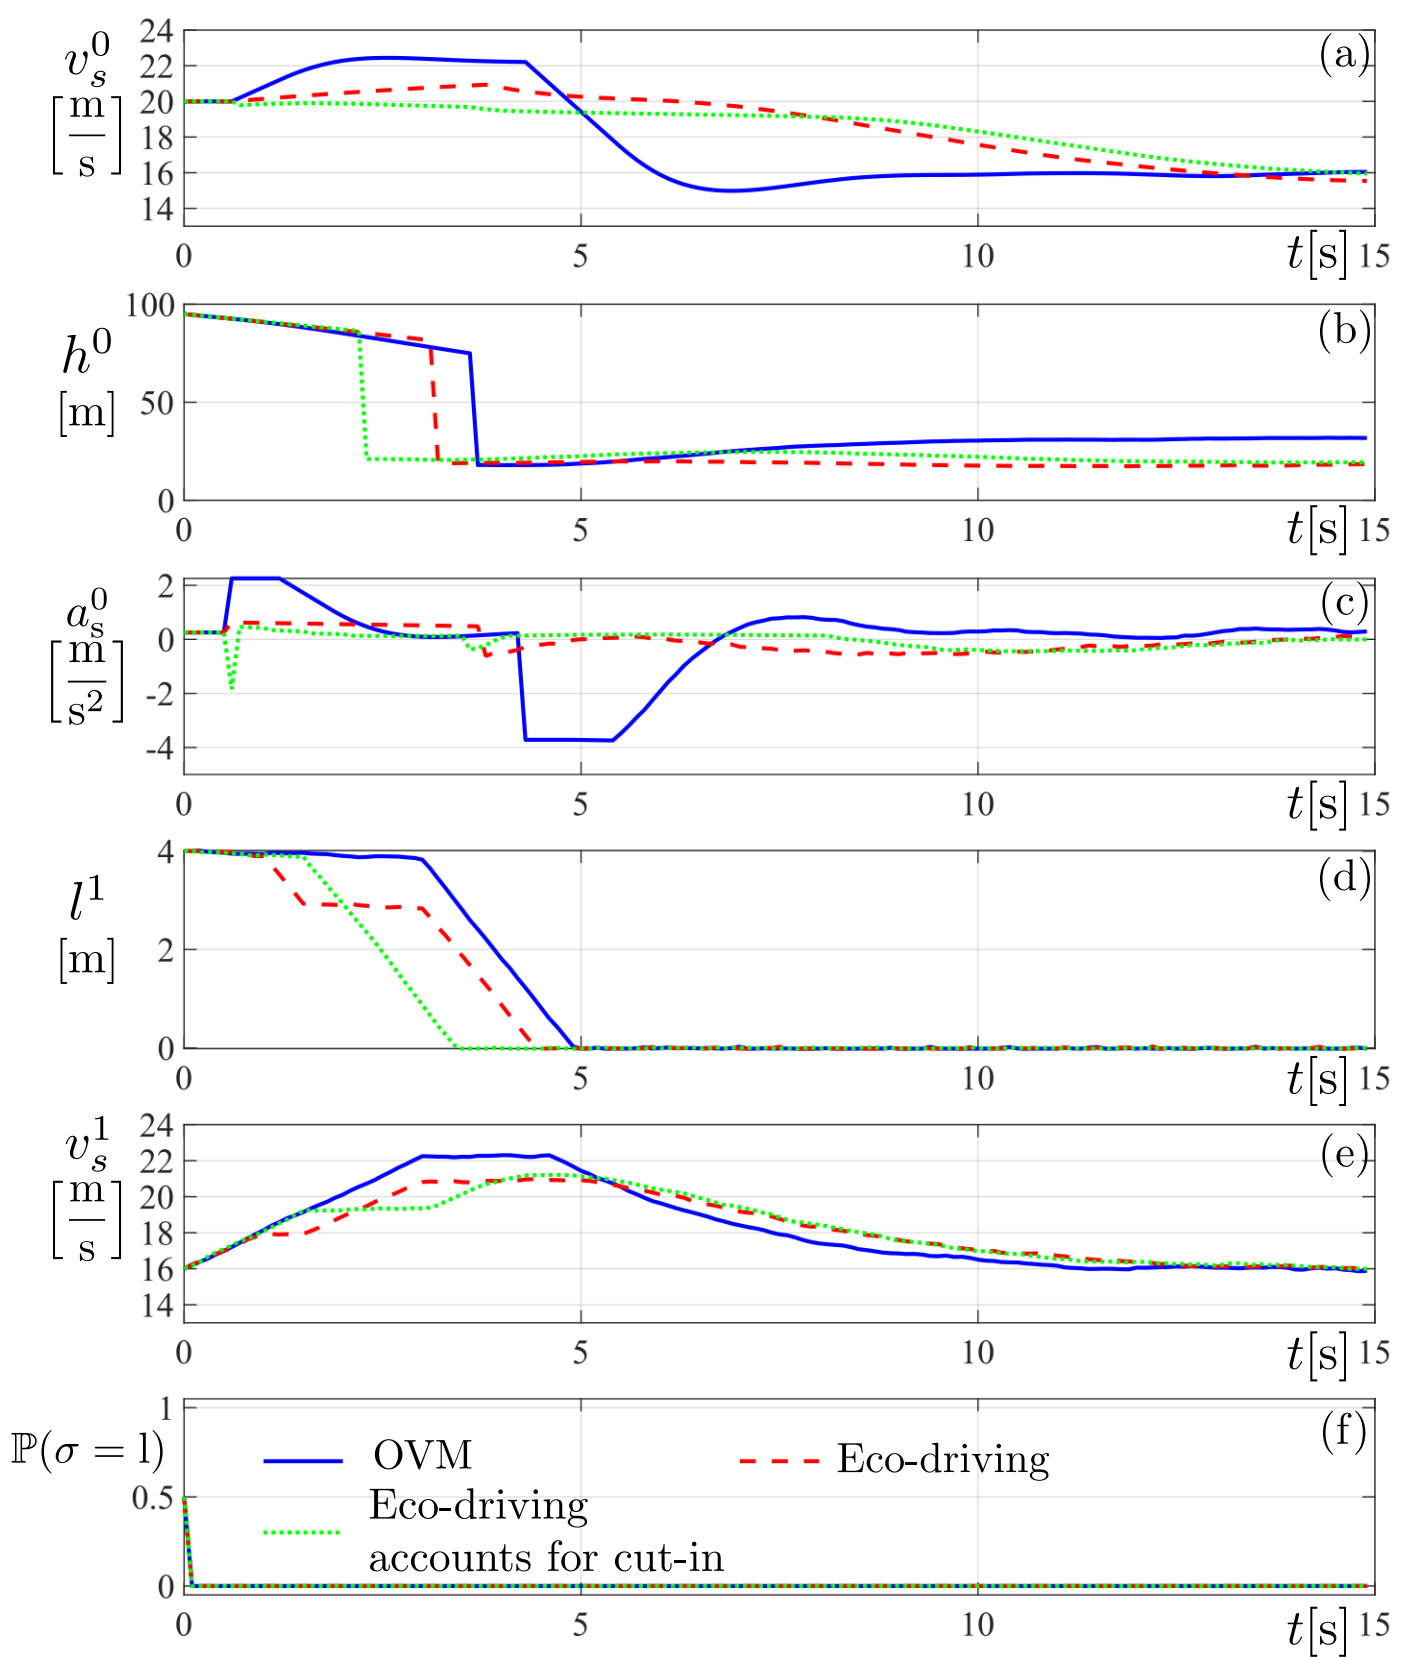 24
22
20
18
16
14
v_s^0
[m/s]
(a)
0 5 10 t[s] 15
100
50
0
h^0
[m]
(b)
0 5 10 t[s] 15
2
0
-2
-4
a_s^0
[m/s²]
(c)
0 5 10 t[s] 15
4
2
0
l^1
[m]
(d)
0 5 10 t[s] 15
24
22
20
18
16
14
v_s^1
[m/s]
(e)
0 5 10 t[s] 15
1
0.5
0
ℙ(σ = l)
(f)
OVM
Eco-driving
Eco-driving
accounts for cut-in
0 5 10 t[s] 15